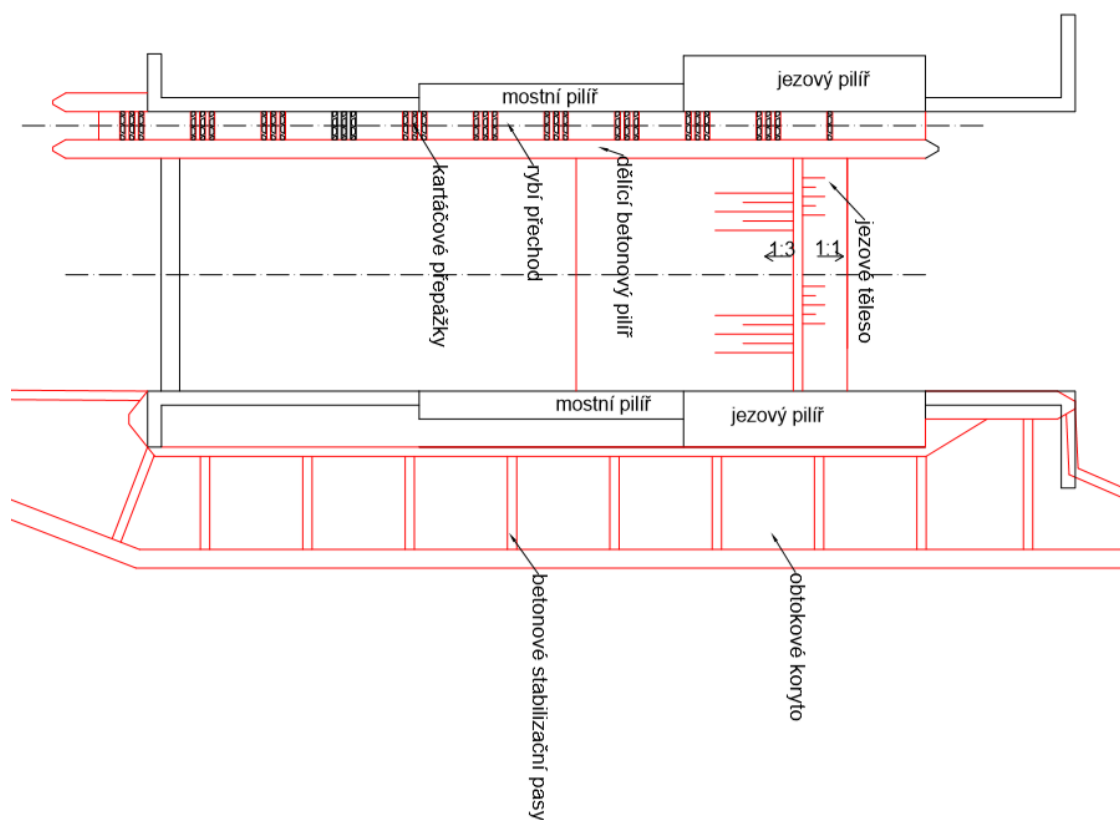 jezový pilíř
mostní pilíř
kartáčové přepážky
rybí přechod
dělící betonový pilíř
jezové těleso
1:3
1:1
mostní pilíř
jezový pilíř
betonové stabilizační pasy
obtokové koryto